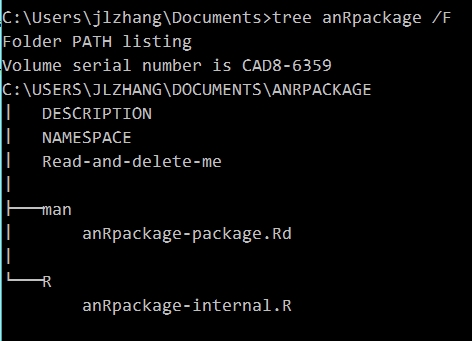 C:\Users\jlzhang\Documents>tree anRpackage /F
Folder PATH listing
Volume serial number is CAD8-6359
C:\USERS\JLZHANG\DOCUMENTS\ANRPACKAGE
│   DESCRIPTION
│   NAMESPACE
│   Read-and-delete-me
│
├───man
│       anRpackage-package.Rd
│
└───R
        anRpackage-internal.R